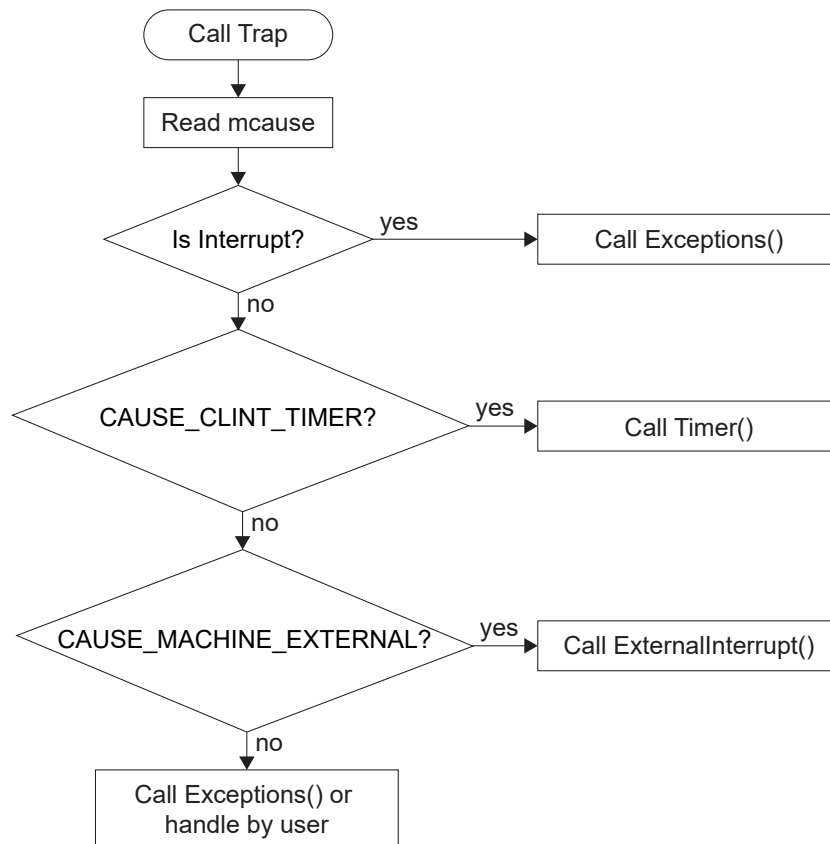 Call Trap
Read mcause
Is Interrupt?
yes
Call Exceptions()
no
CAUSE_CLINT_TIMER?
yes
Call Timer()
no
CAUSE_MACHINE_EXTERNAL?
yes
Call ExternalInterrupt()
no
Call Exceptions() or
handle by user